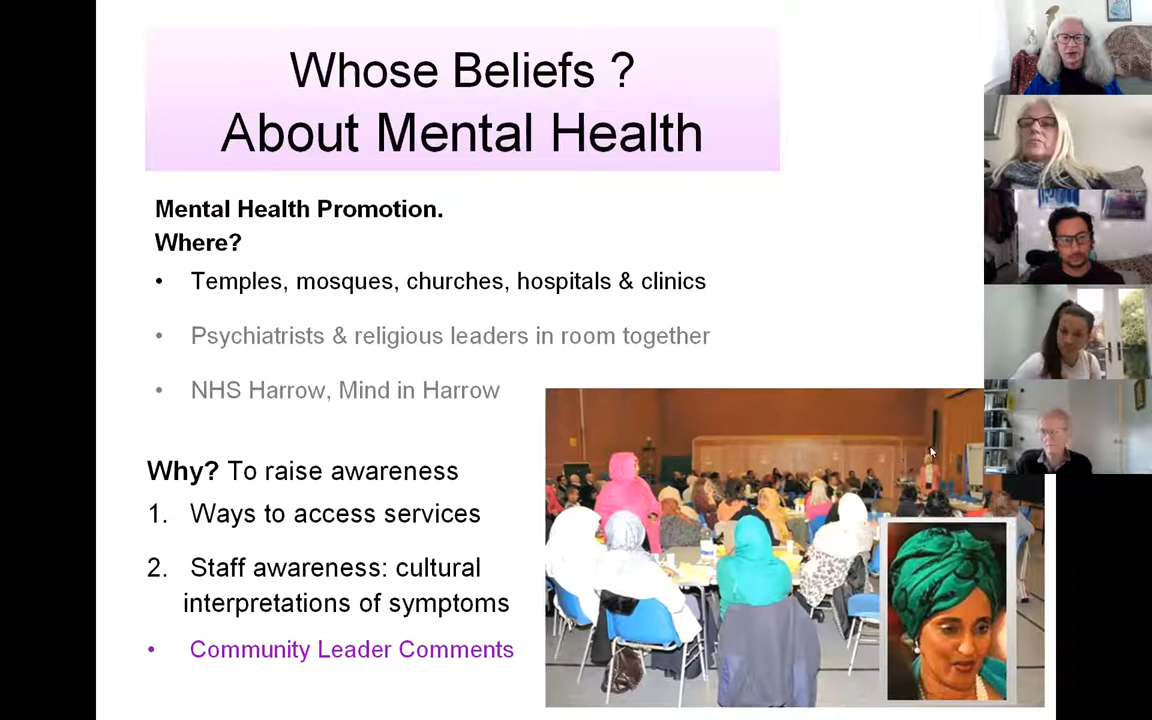 Whose Beliefs ?
About Mental Health
Mental Health Promotion.
Where?
• Temples, mosques, churches, hospitals & clinics
• Psychiatrists & religious leaders in room together
• NHS Harrow, Mind in Harrow
Why? To raise awareness
1. Ways to access services
2. Staff awareness: cultural
interpretations of symptoms
• Community Leader Comments